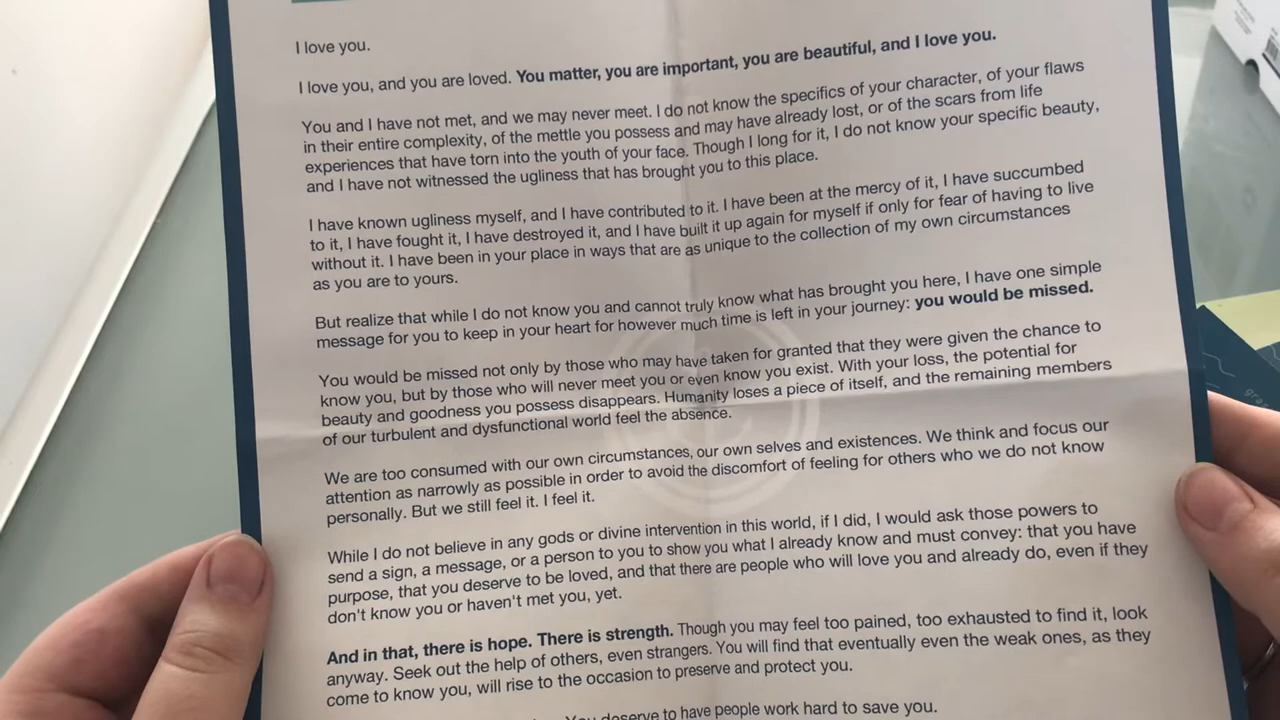 I love you.
I love you, and you are loved. You matter, you are important, you are beautiful, and I love you.
You and I have not met, and we may never meet. I do not know the specifics of your character, of your flaws
in their entire complexity, of the mettle you possess and may have already lost, or of the scars from life
experiences that have torn into the youth of your face. Though I long for it, I do not know your specific beauty,
and I have not witnessed the ugliness that has brought you to this place.
I have known ugliness myself, and I have contributed to it. I have been at the mercy of it, I have succumbed
to it, I have fought it, I have destroyed it, and I have built it up again for myself if only for fear of having to live
without it. I have been in your place in ways that are as unique to the collection of my own circumstances
as you are to yours.
But realize that while I do not know you and cannot truly know what has brought you here, I have one simple
message for you to keep in your heart for however much time is left in your journey: you would be missed.
You would be missed not only by those who may have taken for granted that they were given the chance to
know you, but by those who will never meet you or even know you exist. With your loss, the potential for
beauty and goodness you possess disappears. Humanity loses a piece of itself, and the remaining members
of our turbulent and dysfunctional world feel the absence.
We are too consumed with our own circumstances, our own selves and existences. We think and focus our
attention as narrowly as possible in order to avoid the discomfort of feeling for others who we do not know
personally. But we still feel it. I feel it.
While I do not believe in any gods or divine intervention in this world, if I did, I would ask those powers to
send a sign, a message, or a person to you to show you what I already know and must convey: that you have
purpose, that you deserve to be loved, and that there are people who will love you and already do, even if they
don't know you or haven't met you, yet.
And in that, there is hope. There is strength. Though you may feel too pained, too exhausted to find it, look
anyway. Seek out the help of others, even strangers. You will find that eventually even the weak ones, as they
come to know you, will rise to the occasion to preserve and protect you.
You deserve to have people work hard to save you.